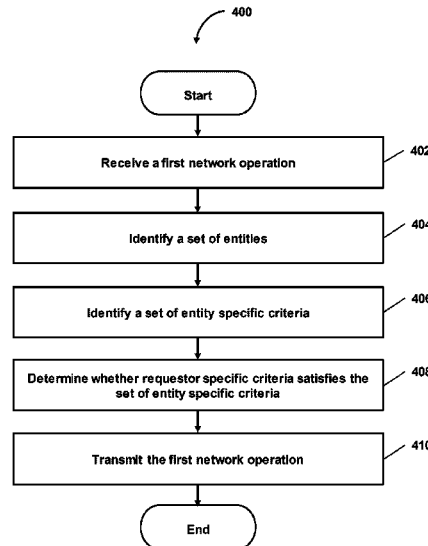 400
Start
Receive a first network operation
402
Identify a set of entities
404
Identify a set of entity specific criteria
406
Determine whether requestor specific criteria satisfies the
set of entity specific criteria
408
Transmit the first network operation
410
End